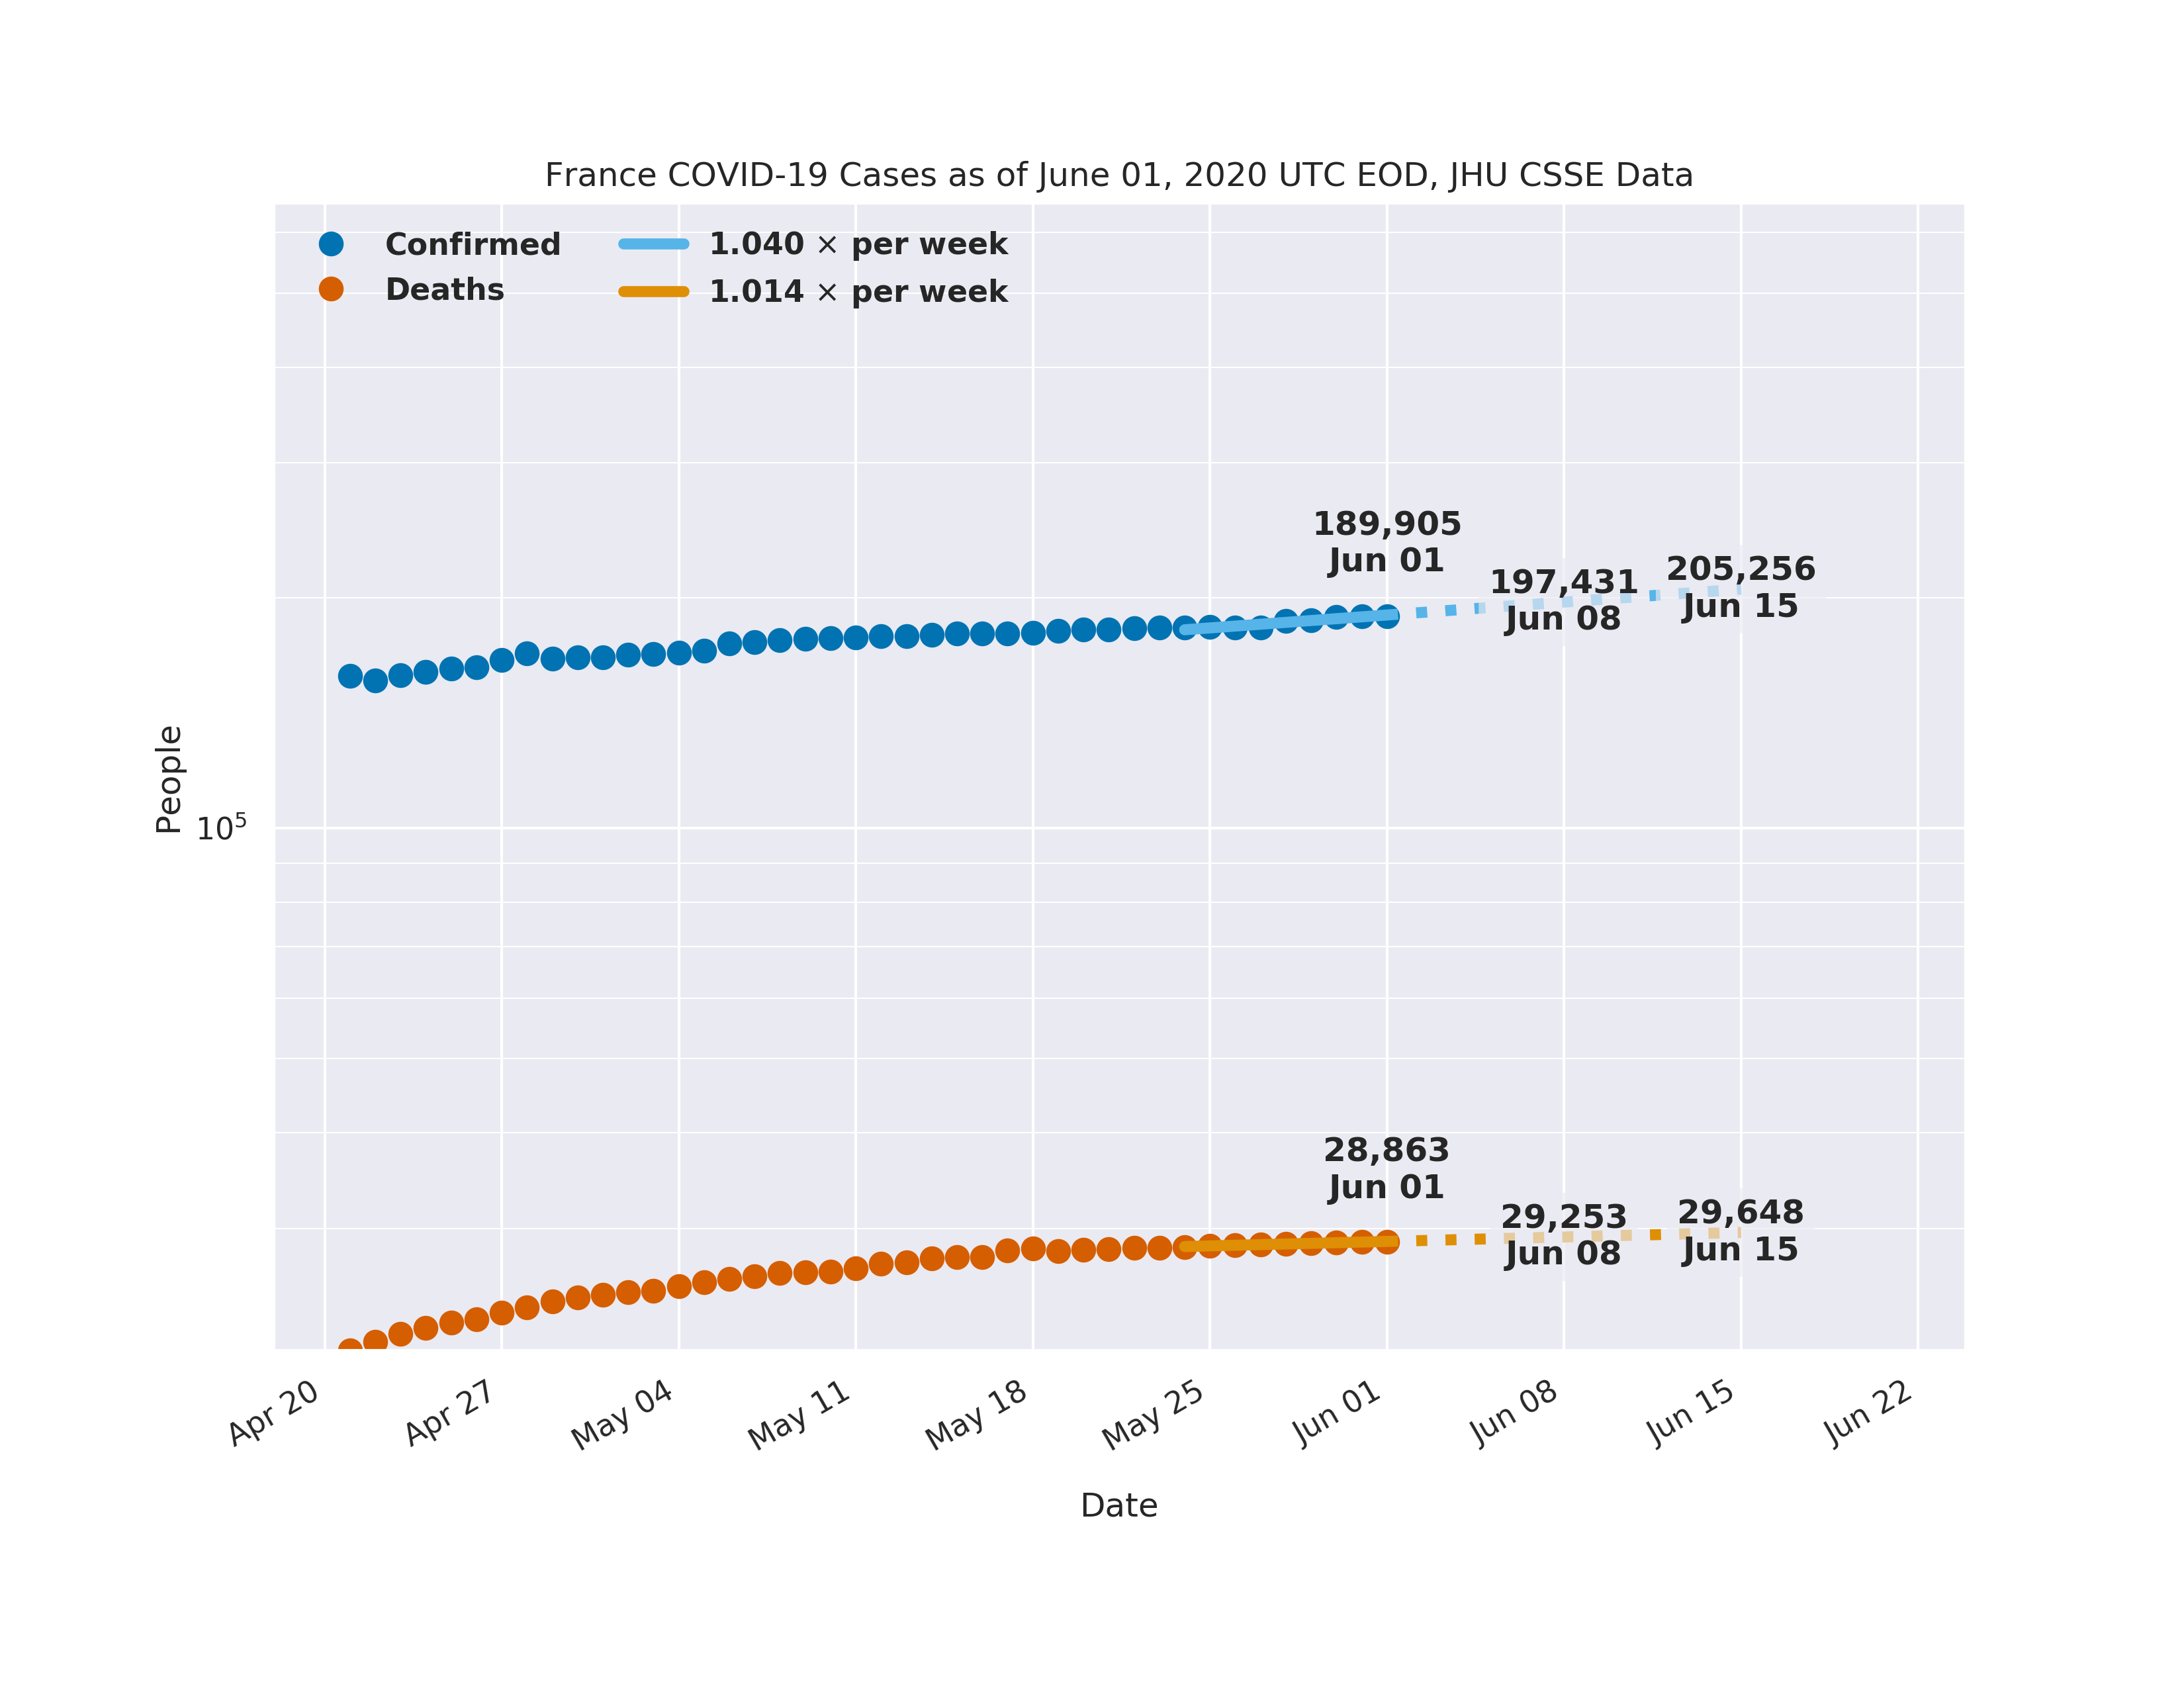 France COVID-19 Cases as of June 01, 2020 UTC EOD, JHU CSSE Data
Confirmed
Deaths
1.040 × per week
1.014 × per week
189,905
Jun 01
197,431
Jun 08
205,256
Jun 15
People
10⁵
28,863
Jun 01
29,253
Jun 08
29,648
Jun 15
Apr 20
Apr 27
May 04
May 11
May 18
May 25
Jun 01
Jun 08
Jun 15
Jun 22
Date